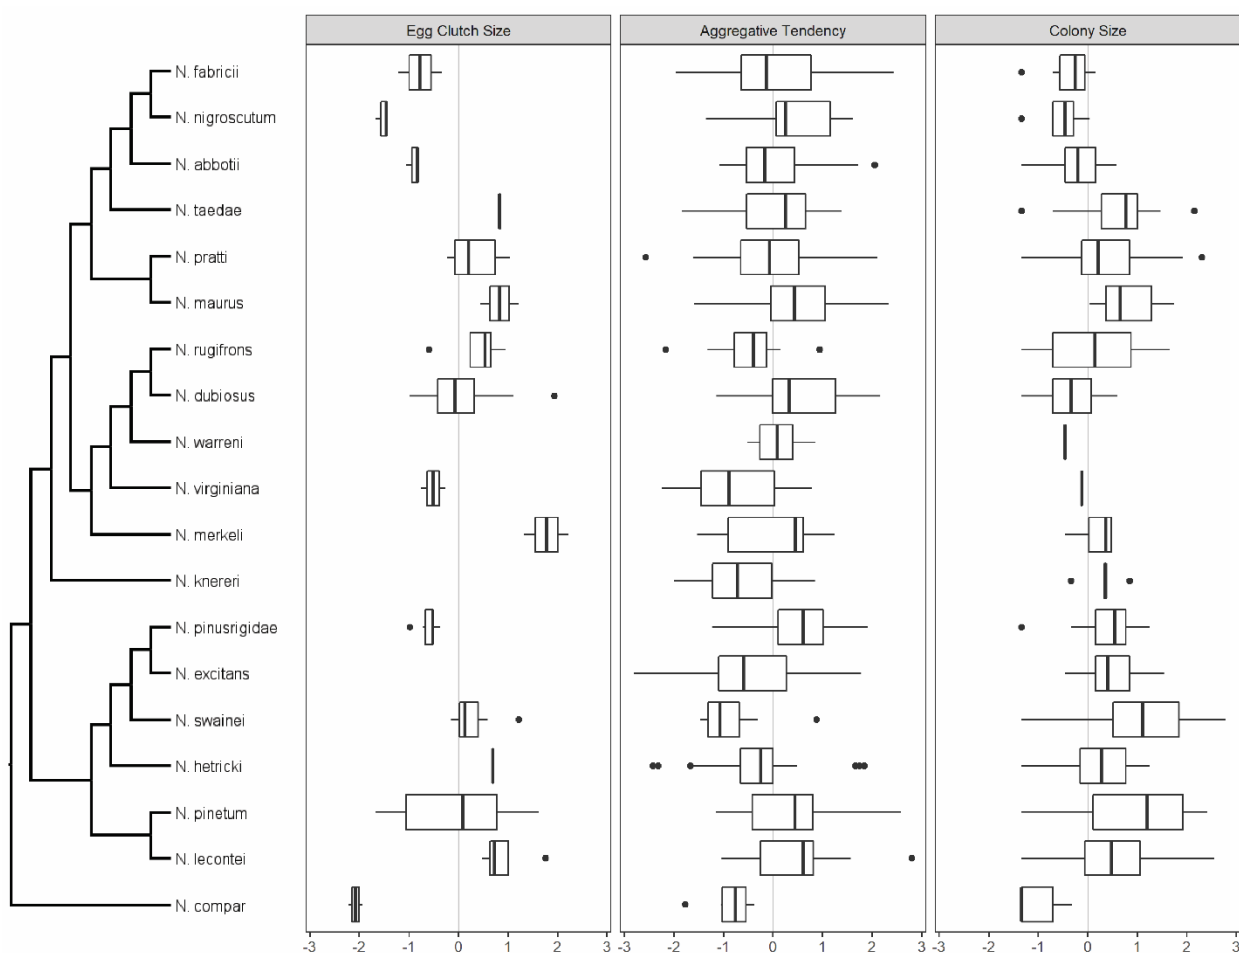 Egg Clutch Size Aggregative Tendency Colony Size
N. fabricii
N. nigroscutum
N. abbotii
N. taedae
N. pratti
N. maurus
N. rugifrons
N. dubiosus
N. warreni
N. virginiana
N. merkeli
N. knereri
N. pinusrigidae
N. excitans
N. swainei
N. hetricki
N. pinetum
N. lecontei
N. compar
-3 -2 -1 0 1 2 3 -3 -2 -1 0 1 2 3 -3 -2 -1 0 1 2 3